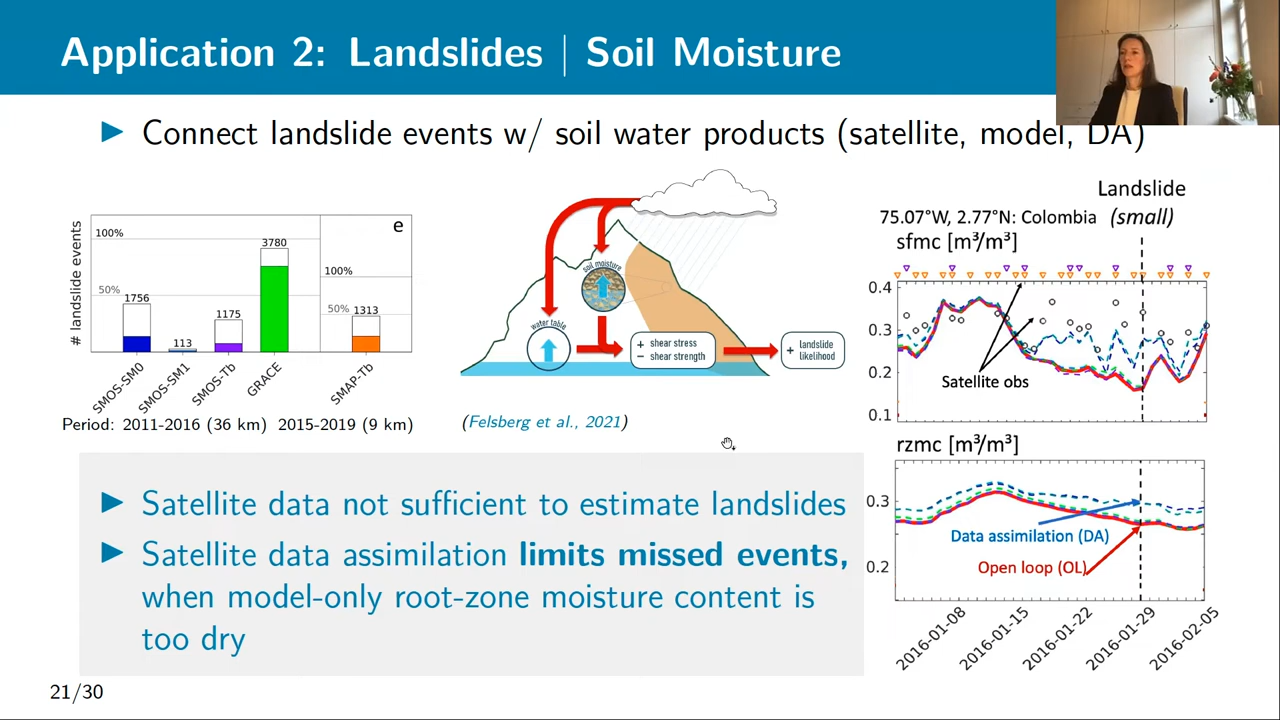 Application 2: Landslides | Soil Moisture
▶ Connect landslide events w/ soil water products (satellite, model, DA)
# landslide events
100%
50%
1756
113
1175
3780
e
100%
50%
1313
SMOS-SM0
SMOS-SM1
SMOS-Tb
GRACE
SMAP-Tb
Period: 2011-2016 (36 km) 2015-2019 (9 km)
soil moisture
water table
+ shear stress
− shear strength
+ landslide
likelihood
(Felsberg et al., 2021)
Landslide
75.07°W, 2.77°N: Colombia (small)
sfmc [m³/m³]
0.4
0.3
0.2
0.1
Satellite obs
rzmc [m³/m³]
0.3
0.2
Data assimilation (DA)
Open loop (OL)
2016-01-08
2016-01-15
2016-01-22
2016-01-29
2016-02-05
▶ Satellite data not sufficient to estimate landslides
▶ Satellite data assimilation limits missed events,
when model-only root-zone moisture content is
too dry
21/30